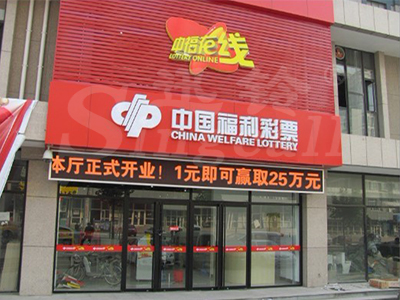 中福在线
LOTTERY ONLINE
中国福利彩票
CHINA WELFARE LOTTERY
本厅正式开业！1元即可赢取25万元